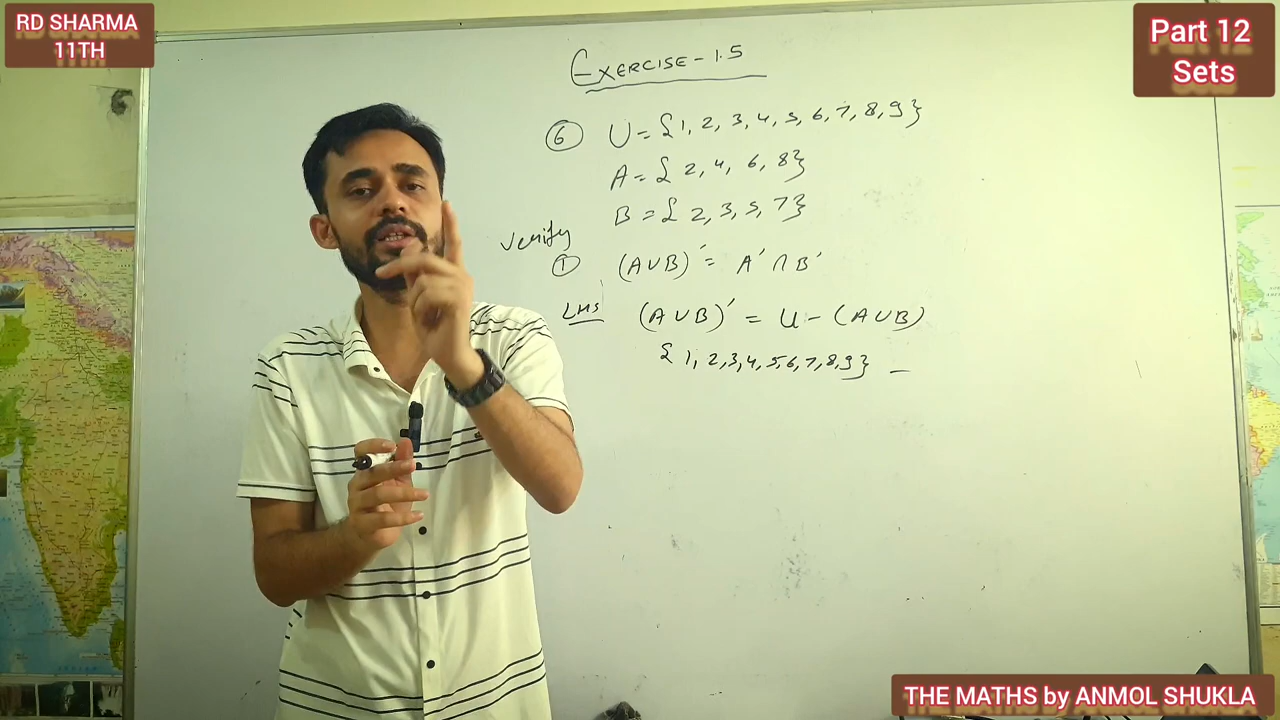 RD SHARMA
11TH
Part 12
Sets
Exercise-1.5
6 U = {1, 2, 3, 4, 5, 6, 7, 8, 9}
A = {2, 4, 6, 8}
B = {2, 3, 5, 7}
Verify
1 (A∪B)' = A' ∩ B'
LHS (A∪B)' = U - (A∪B)
{1, 2, 3, 4, 5, 6, 7, 8, 9} -
THE MATHS by ANMOL SHUKLA